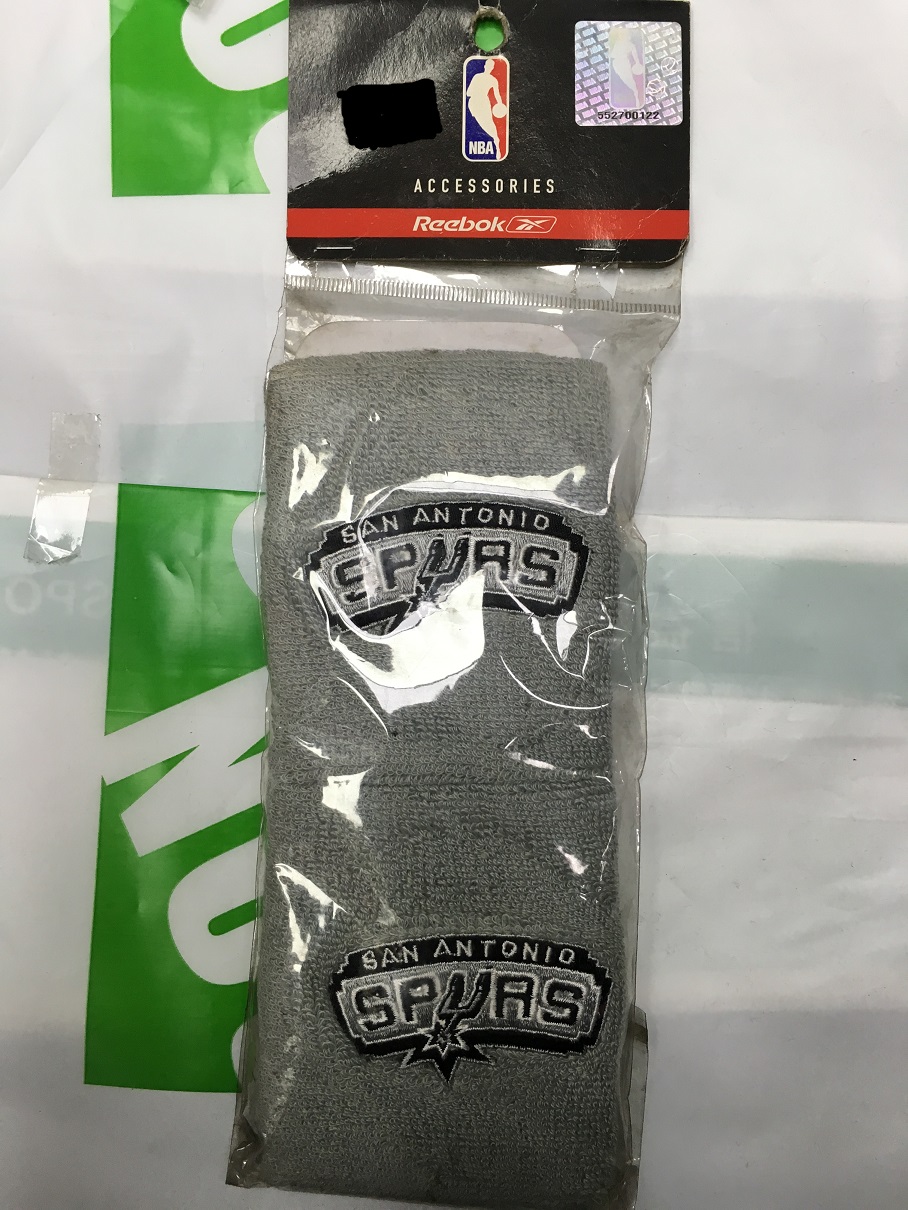 552700122
NBA
ACCESSORIES
Reebok
SAN ANTONIO
SPURS
SAN ANTONIO
SPURS